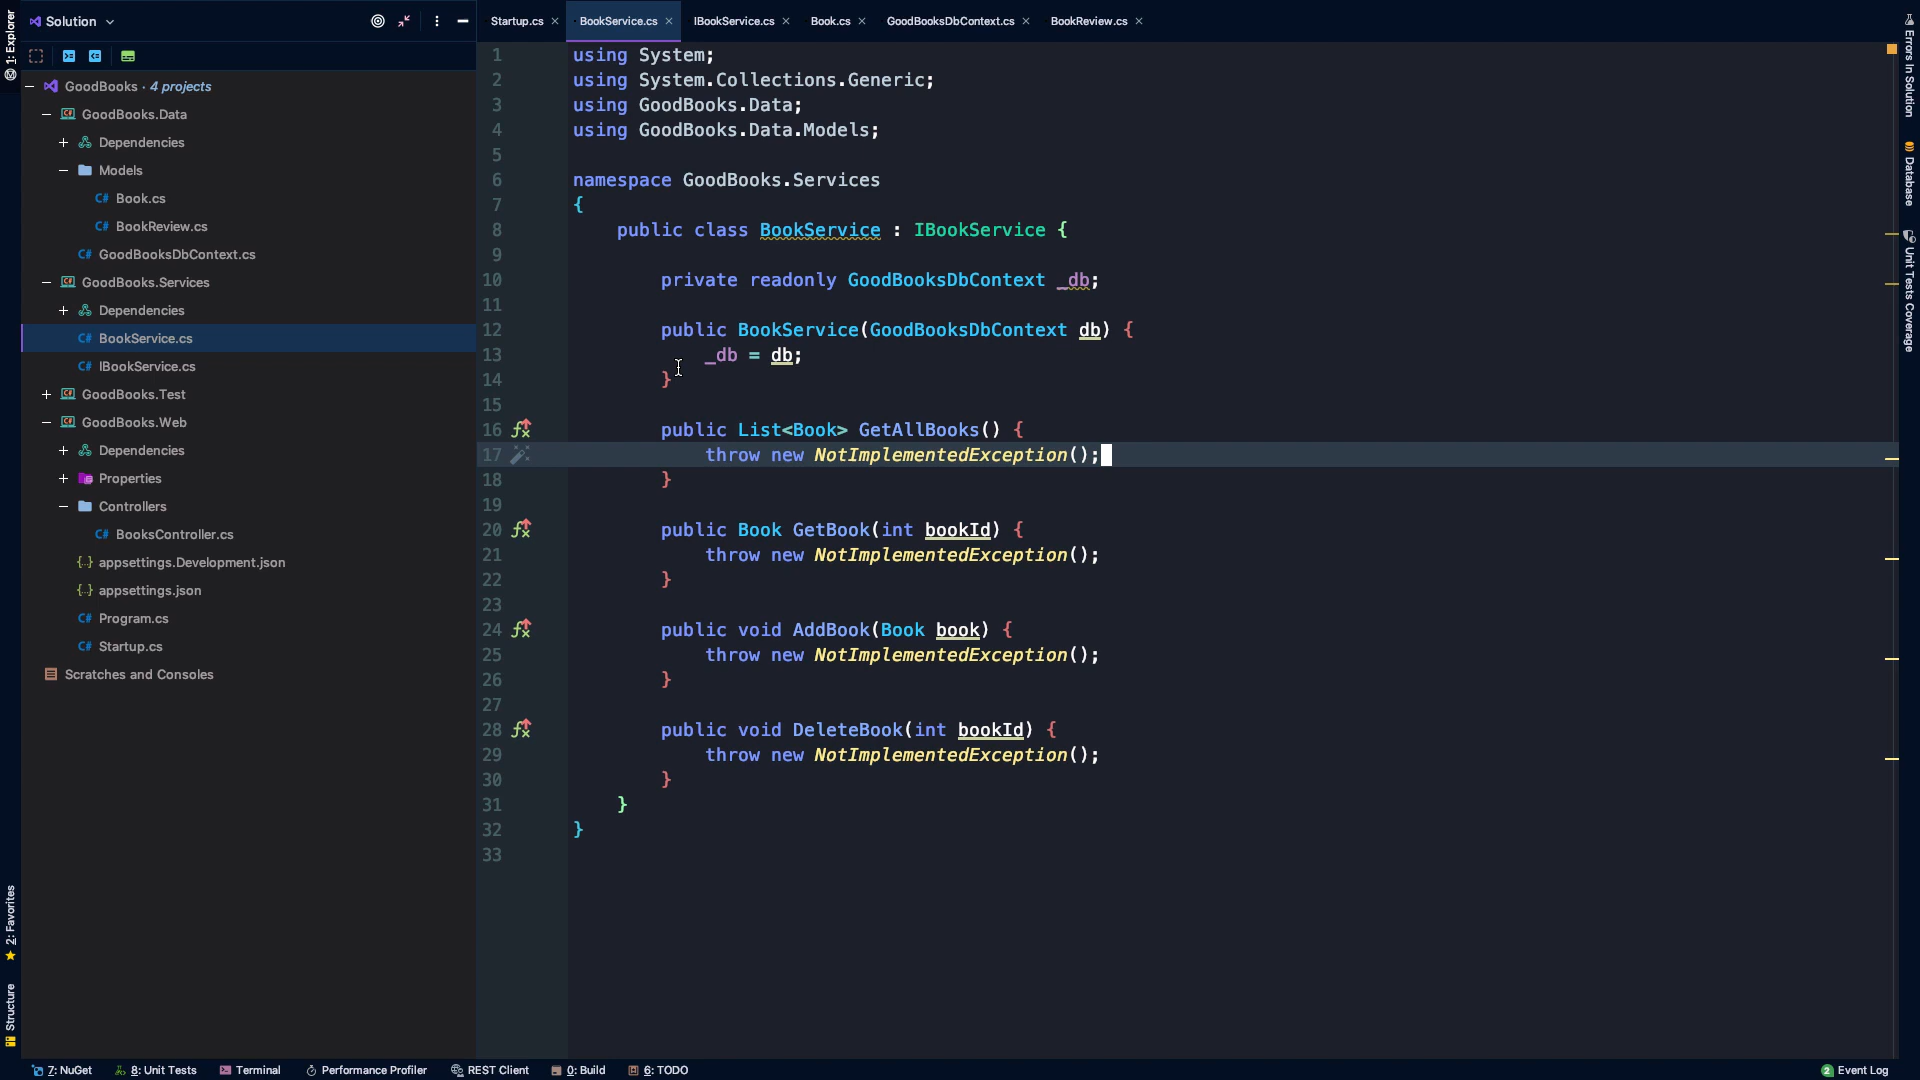 Solution
Startup.cs
BookService.cs
IBookService.cs
Book.cs
GoodBooksDbContext.cs
BookReview.cs
1: Explorer
GoodBooks · 4 projects
GoodBooks.Data
Dependencies
Models
C# Book.cs
C# BookReview.cs
C# GoodBooksDbContext.cs
GoodBooks.Services
Dependencies
C# BookService.cs
C# IBookService.cs
GoodBooks.Test
GoodBooks.Web
Dependencies
Properties
Controllers
C# BooksController.cs
{..} appsettings.Development.json
{..} appsettings.json
C# Program.cs
C# Startup.cs
Scratches and Consoles
2: Favorites
Structure
1 using System;
2 using System.Collections.Generic;
3 using GoodBooks.Data;
4 using GoodBooks.Data.Models;
5
6 namespace GoodBooks.Services
7 {
8 public class BookService : IBookService {
9
10 private readonly GoodBooksDbContext _db;
11
12 public BookService(GoodBooksDbContext db) {
13 _db = db;
14 }
15
16 public List<Book> GetAllBooks() {
17 throw new NotImplementedException();
18 }
19
20 public Book GetBook(int bookId) {
21 throw new NotImplementedException();
22 }
23
24 public void AddBook(Book book) {
25 throw new NotImplementedException();
26 }
27
28 public void DeleteBook(int bookId) {
29 throw new NotImplementedException();
30 }
31 }
32 }
33
Errors In Solution
Database
Unit Tests Coverage
7: NuGet
8: Unit Tests
Terminal
Performance Profiler
REST Client
0: Build
6: TODO
2 Event Log